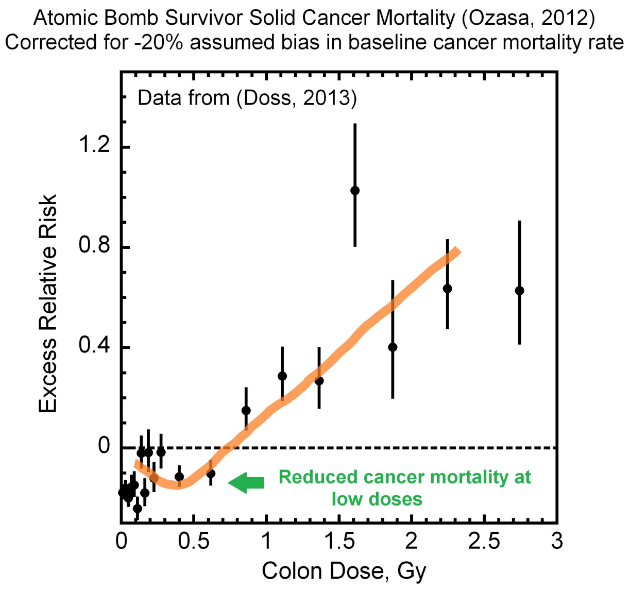 Atomic Bomb Survivor Solid Cancer Mortality (Ozasa, 2012)
Corrected for -20% assumed bias in baseline cancer mortality rate
Data from (Doss, 2013)
Excess Relative Risk
1.2
0.8
0.4
0
Reduced cancer mortality at
low doses
0 0.5 1 1.5 2 2.5 3
Colon Dose, Gy